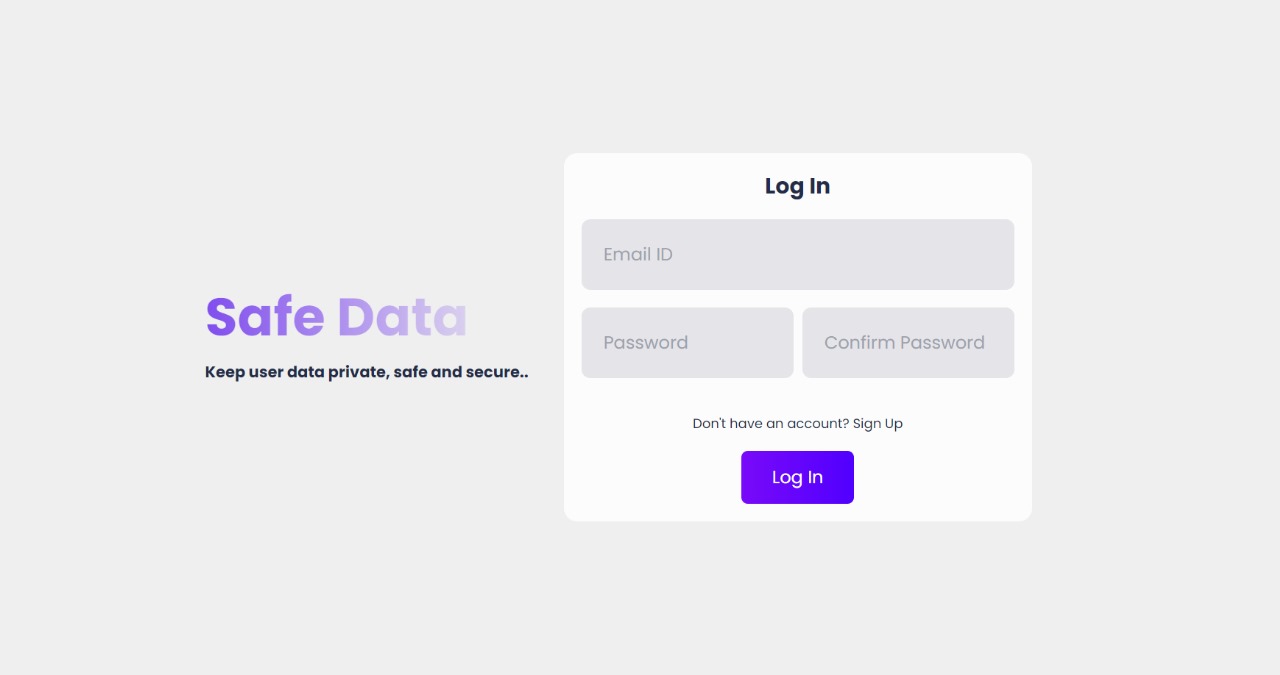 Safe Data
Keep user data private, safe and secure..
Log In
Email ID
Password
Confirm Password
Don't have an account? Sign Up
Log In